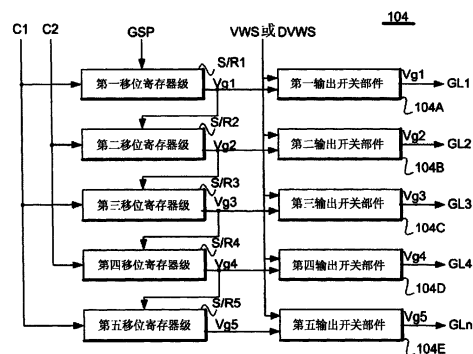 104
C1 C2 GSP VWS或DVWS
S/R1
第一移位寄存器级 Vg1 第一输出开关部件 Vg1 GL1
104A
S/R2
第二移位寄存器级 Vg2 第二输出开关部件 Vg2 GL2
104B
S/R3
第三移位寄存器级 Vg3 第三输出开关部件 Vg3 GL3
104C
S/R4
第四移位寄存器级 Vg4 第四输出开关部件 Vg4 GL4
104D
S/R5
第五移位寄存器级 Vg5 第五输出开关部件 Vg5 GLn
104E